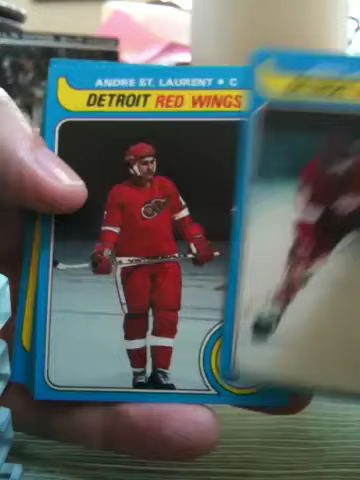 ANDRE ST. LAURENT • C
DETROIT RED WINGS